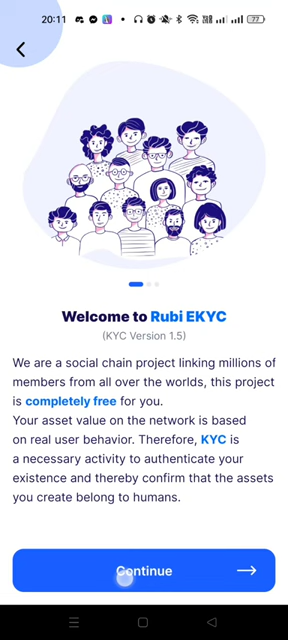 20:11
77
Welcome to Rubi EKYC
(KYC Version 1.5)
We are a social chain project linking millions of
members from all over the worlds, this project
is completely free for you.
Your asset value on the network is based
on real user behavior. Therefore, KYC is
a necessary activity to authenticate your
existence and thereby confirm that the assets
you create belong to humans.
Continue